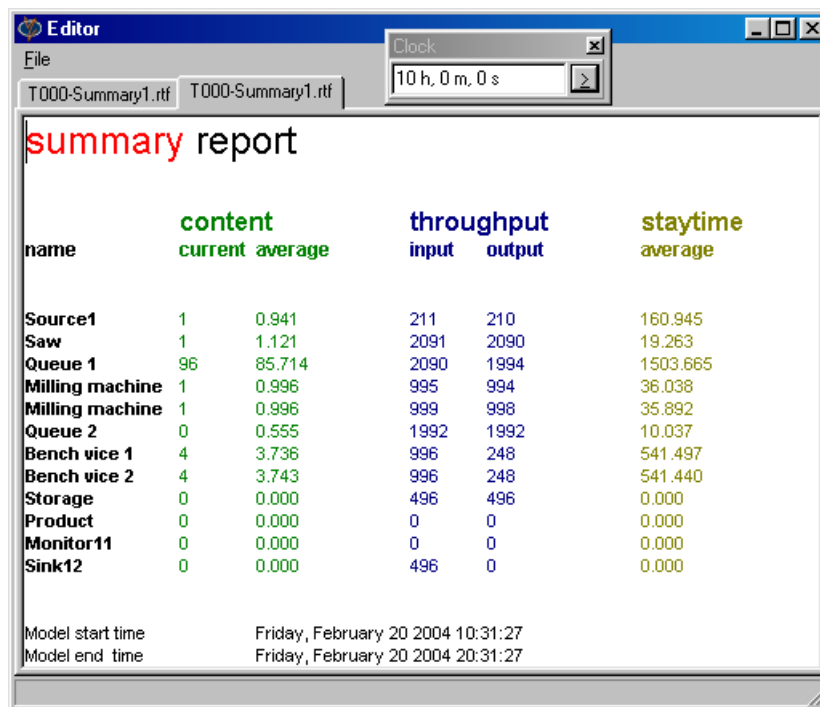 Editor
Clock
File
10 h, 0 m, 0 s >
T000-Summary1.rtf T000-Summary1.rtf
summary report
content throughput staytime
name current average input output average
Source1 1 0.941 211 210 160.945
Saw 1 1.121 2091 2090 19.263
Queue 1 96 85.714 2090 1994 1503.665
Milling machine 1 0.996 995 994 36.038
Milling machine 1 0.996 999 998 35.892
Queue 2 0 0.555 1992 1992 10.037
Bench vice 1 4 3.736 996 248 541.497
Bench vice 2 4 3.743 996 248 541.440
Storage 0 0.000 496 496 0.000
Product 0 0.000 0 0 0.000
Monitor11 0 0.000 0 0 0.000
Sink12 0 0.000 496 0 0.000
Model start time Friday, February 20 2004 10:31:27
Model end time Friday, February 20 2004 20:31:27